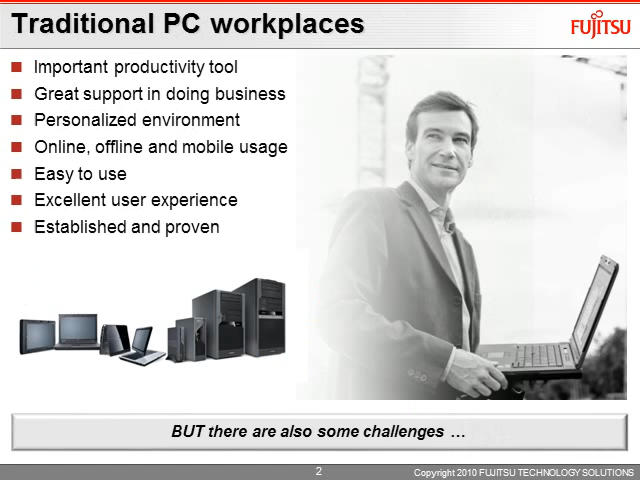 Traditional PC workplaces
FUJITSU
Important productivity tool
Great support in doing business
Personalized environment
Online, offline and mobile usage
Easy to use
Excellent user experience
Established and proven
BUT there are also some challenges …
2
Copyright 2010 FUJITSU TECHNOLOGY SOLUTIONS